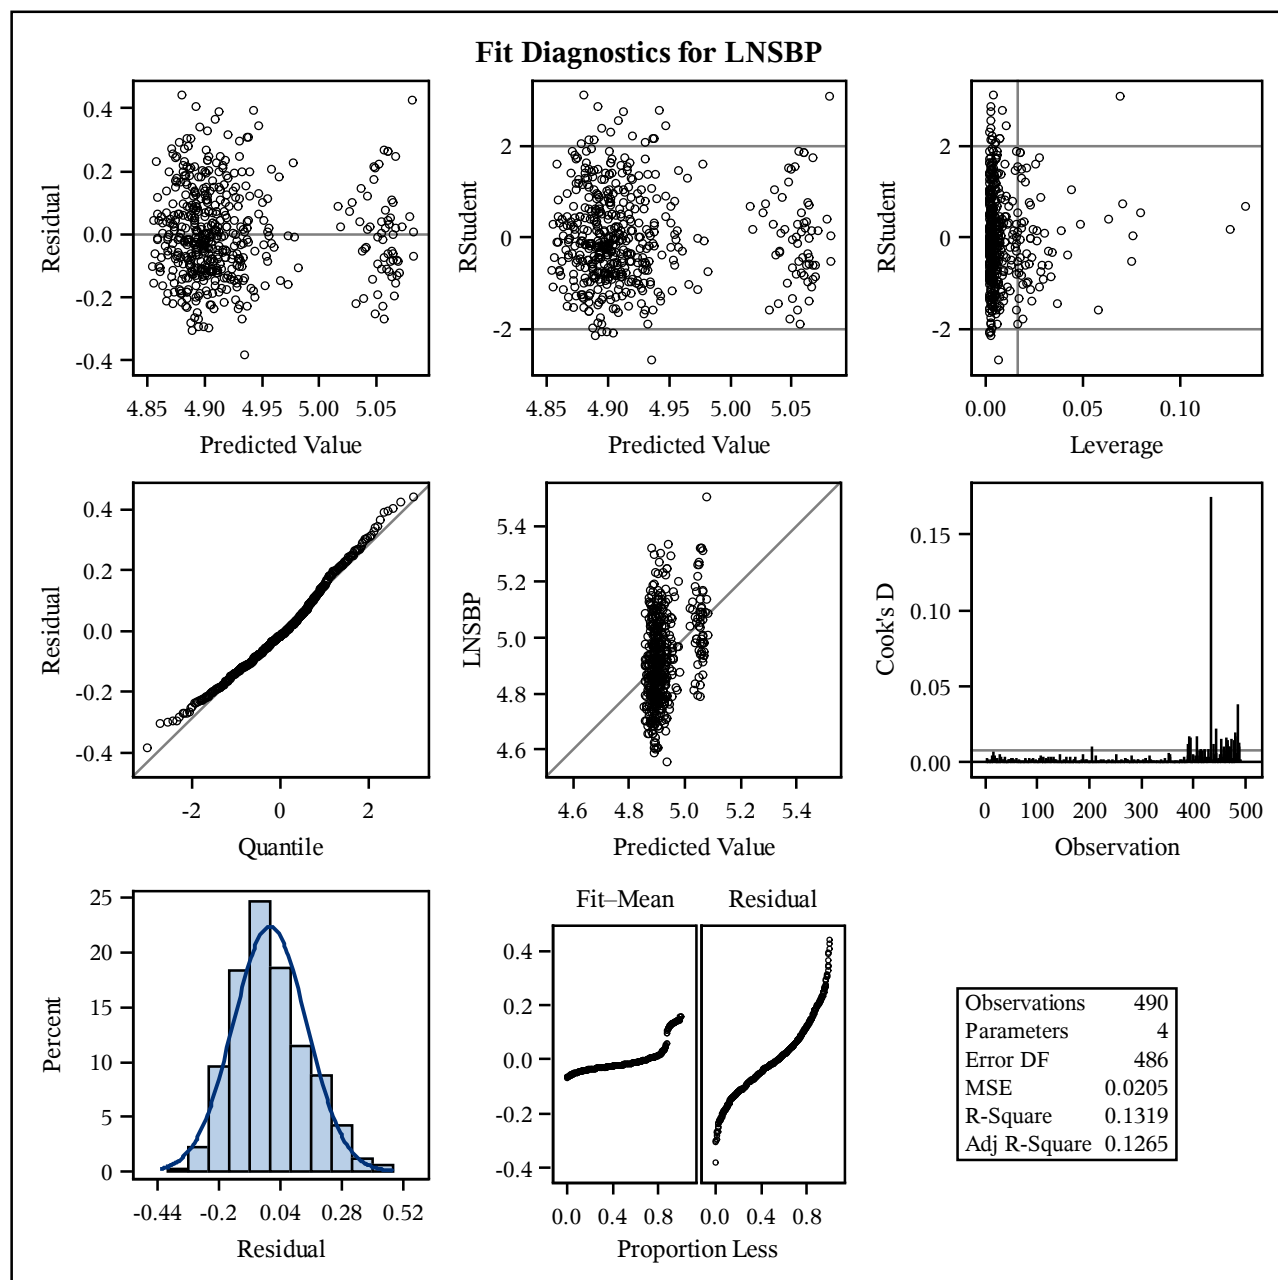 Fit Diagnostics for LNSBP
0.4
0.2
0.0
-0.2
-0.4
Residual
4.85 4.90 4.95 5.00 5.05
Predicted Value
2
0
-2
RStudent
4.85 4.90 4.95 5.00 5.05
Predicted Value
2
0
-2
RStudent
0.00 0.05 0.10
Leverage
0.4
0.2
0.0
-0.2
-0.4
Residual
-2 0 2
Quantile
5.4
5.2
5.0
4.8
4.6
LNSBP
4.6 4.8 5.0 5.2 5.4
Predicted Value
0.15
0.10
0.05
0.00
Cook's D
0 100 200 300 400 500
Observation
25
20
15
10
5
0
Percent
-0.44 -0.2 0.04 0.28 0.52
Residual
Fit–Mean Residual
0.4
0.2
0.0
-0.2
-0.4
0.0 0.4 0.8 0.0 0.4 0.8
Proportion Less
Observations 490
Parameters 4
Error DF 486
MSE 0.0205
R-Square 0.1319
Adj R-Square 0.1265